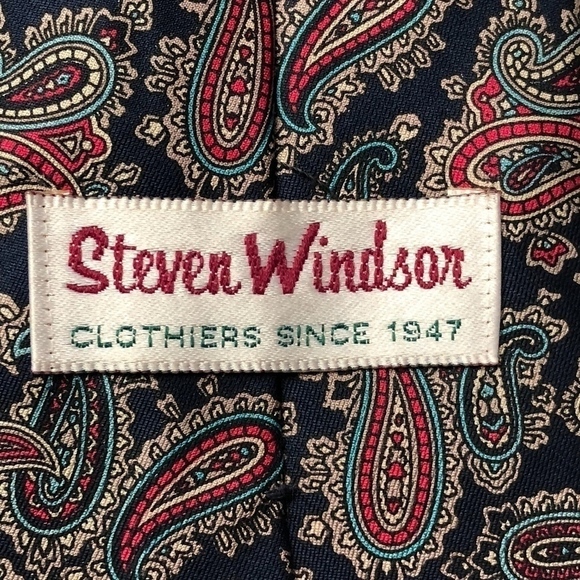 Steven Windsor
CLOTHIERS SINCE 1947